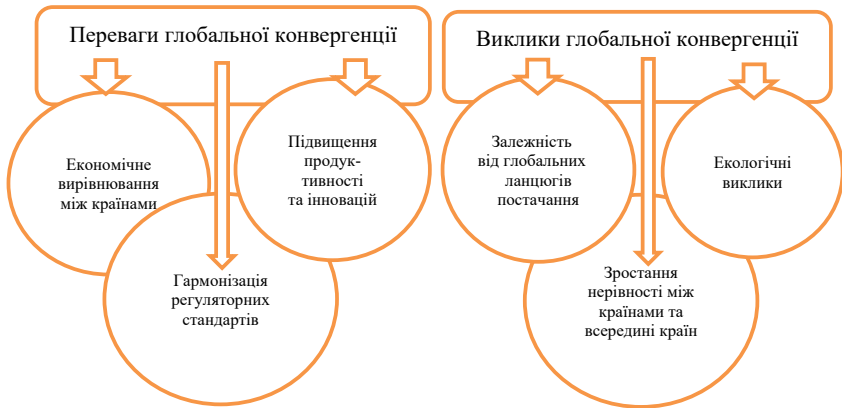 Переваги глобальної конвергенції
Економічне
вирівнювання
між країнами
Підвищення
продук-
тивності
та інновацій
Гармонізація
регуляторних
стандартів
Виклики глобальної конвергенції
Залежність
від глобальних
ланцюгів
постачання
Екологічні
виклики
Зростання
нерівності між
країнами та
всередині країн